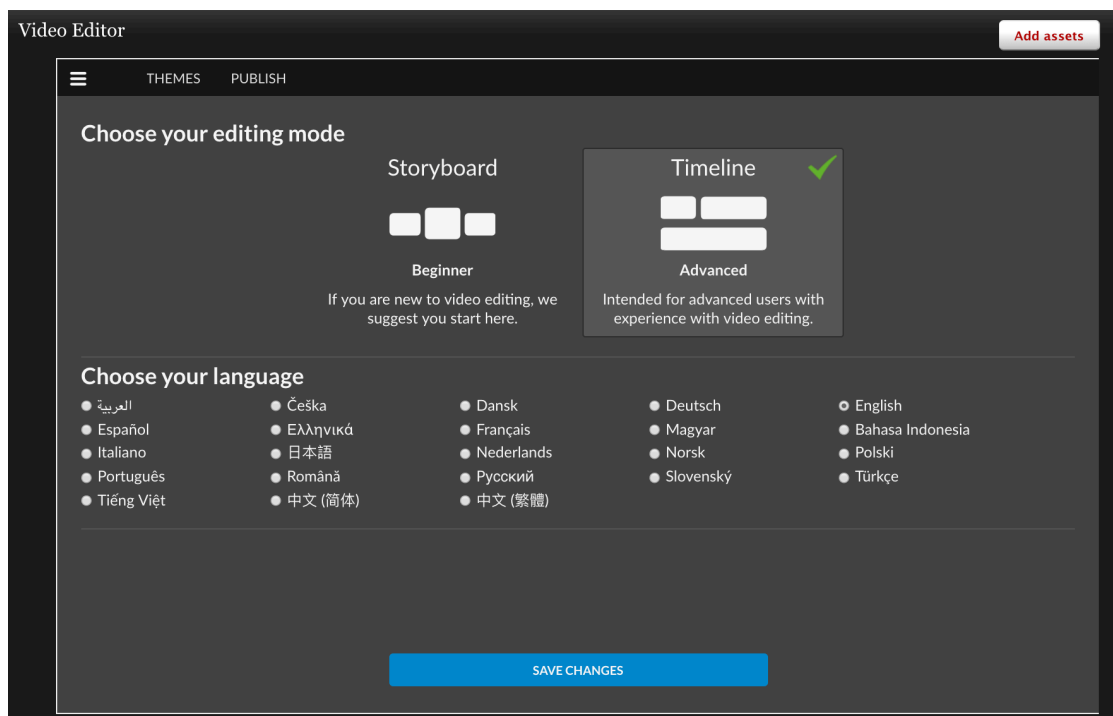 Video Editor
Add assets
THEMES PUBLISH
Choose your editing mode
Storyboard
Beginner
If you are new to video editing, we
suggest you start here.
Timeline
Advanced
Intended for advanced users with
experience with video editing.
Choose your language
العربية Češka Dansk Deutsch English
Español Ελληνικά Français Magyar Bahasa Indonesia
Italiano 日本語 Nederlands Norsk Polski
Português Română Русский Slovenský Türkçe
Tiếng Việt 中文 (简体) 中文 (繁體)
SAVE CHANGES